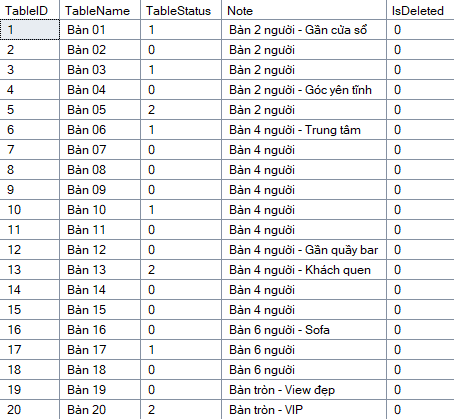 TableID TableName TableStatus Note IsDeleted
1 Bàn 01 1 Bàn 2 người - Gần cửa sổ 0
2 Bàn 02 0 Bàn 2 người 0
3 Bàn 03 1 Bàn 2 người 0
4 Bàn 04 0 Bàn 2 người - Góc yên tĩnh 0
5 Bàn 05 2 Bàn 2 người 0
6 Bàn 06 1 Bàn 4 người - Trung tâm 0
7 Bàn 07 0 Bàn 4 người 0
8 Bàn 08 0 Bàn 4 người 0
9 Bàn 09 0 Bàn 4 người 0
10 Bàn 10 1 Bàn 4 người 0
11 Bàn 11 0 Bàn 4 người 0
12 Bàn 12 0 Bàn 4 người - Gần quầy bar 0
13 Bàn 13 2 Bàn 4 người - Khách quen 0
14 Bàn 14 0 Bàn 4 người 0
15 Bàn 15 0 Bàn 4 người 0
16 Bàn 16 0 Bàn 6 người - Sofa 0
17 Bàn 17 1 Bàn 6 người 0
18 Bàn 18 0 Bàn 6 người 0
19 Bàn 19 0 Bàn tròn - View đẹp 0
20 Bàn 20 2 Bàn tròn - VIP 0